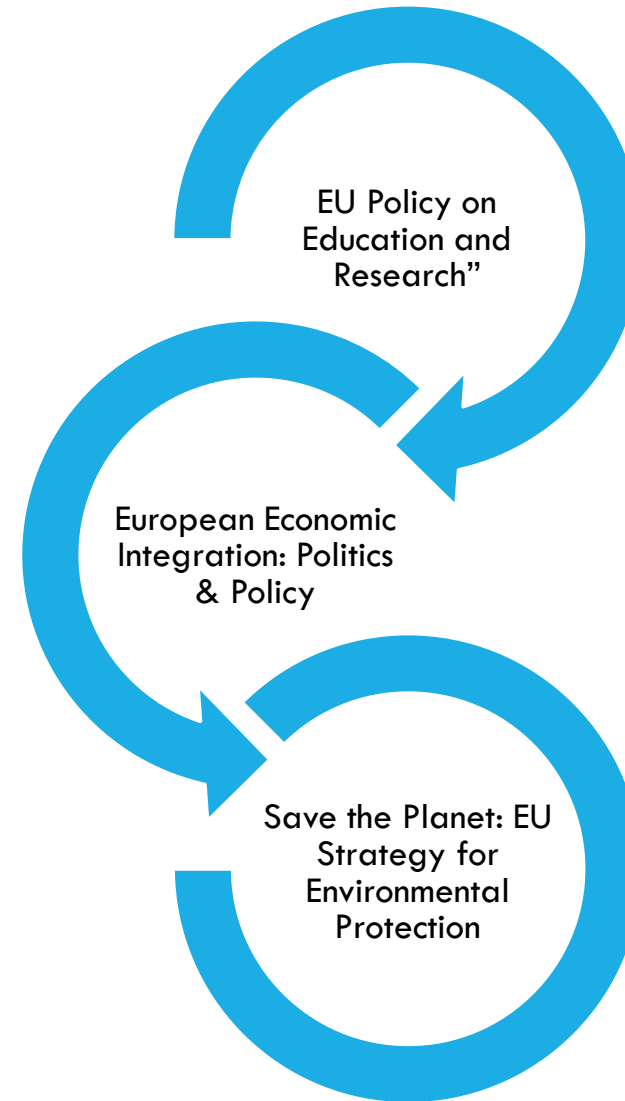 EU Policy on
Education and
Research”
European Economic
Integration: Politics
& Policy
Save the Planet: EU
Strategy for
Environmental
Protection